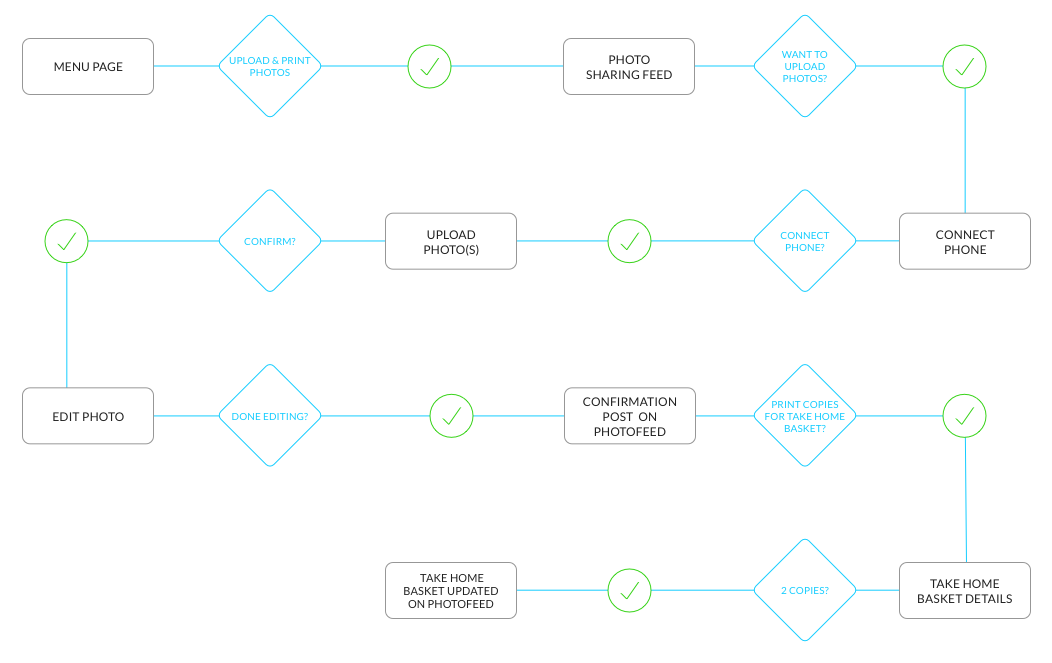 MENU PAGE
UPLOAD & PRINT
PHOTOS
PHOTO
SHARING FEED
WANT TO
UPLOAD
PHOTOS?
CONFIRM?
UPLOAD
PHOTO(S)
CONNECT
PHONE?
CONNECT
PHONE
EDIT PHOTO
DONE EDITING?
CONFIRMATION
POST ON
PHOTOFEED
PRINT COPIES
FOR TAKE HOME
BASKET?
TAKE HOME
BASKET UPDATED
ON PHOTOFEED
2 COPIES?
TAKE HOME
BASKET DETAILS